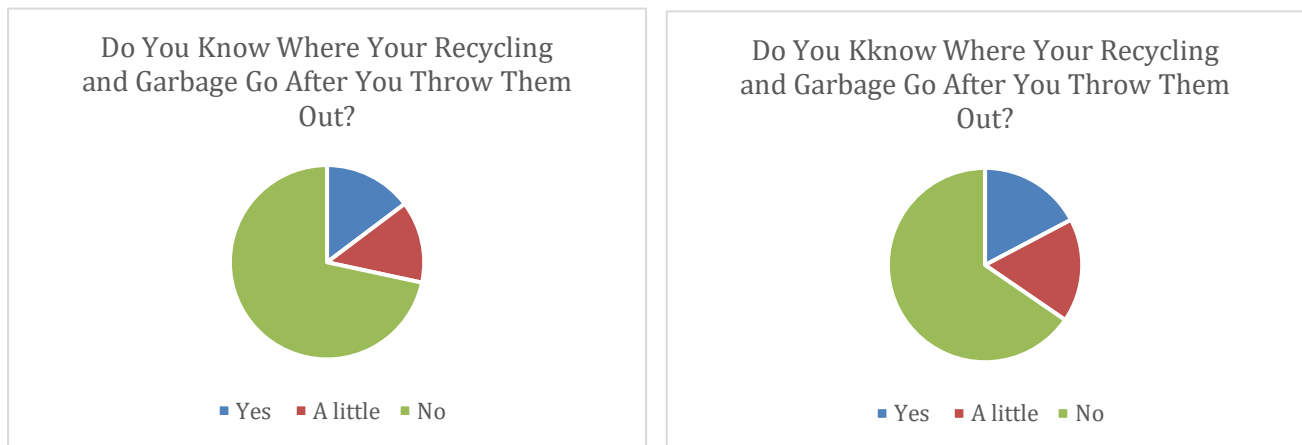 Do You Know Where Your Recycling
and Garbage Go After You Throw Them
Out?
Yes A little No
Do You Kknow Where Your Recycling
and Garbage Go After You Throw Them
Out?
Yes A little No